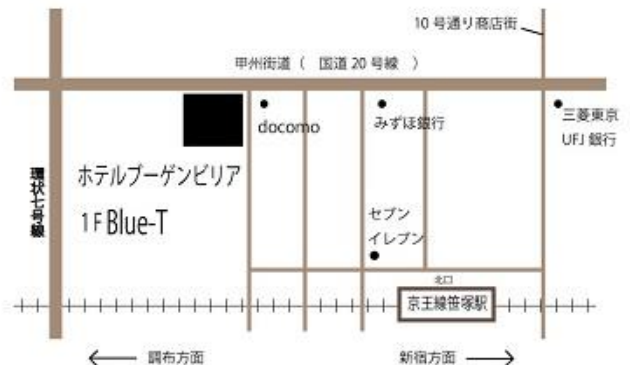 10 号通り商店街
甲州街道（ 国道 20 号線 ）
docomo
みずほ銀行
三菱東京
UFJ 銀行
環状七号線
ホテルブーゲンビリア
1F Blue-T
セブン
イレブン
北口
京王線笹塚駅
調布方面
新宿方面